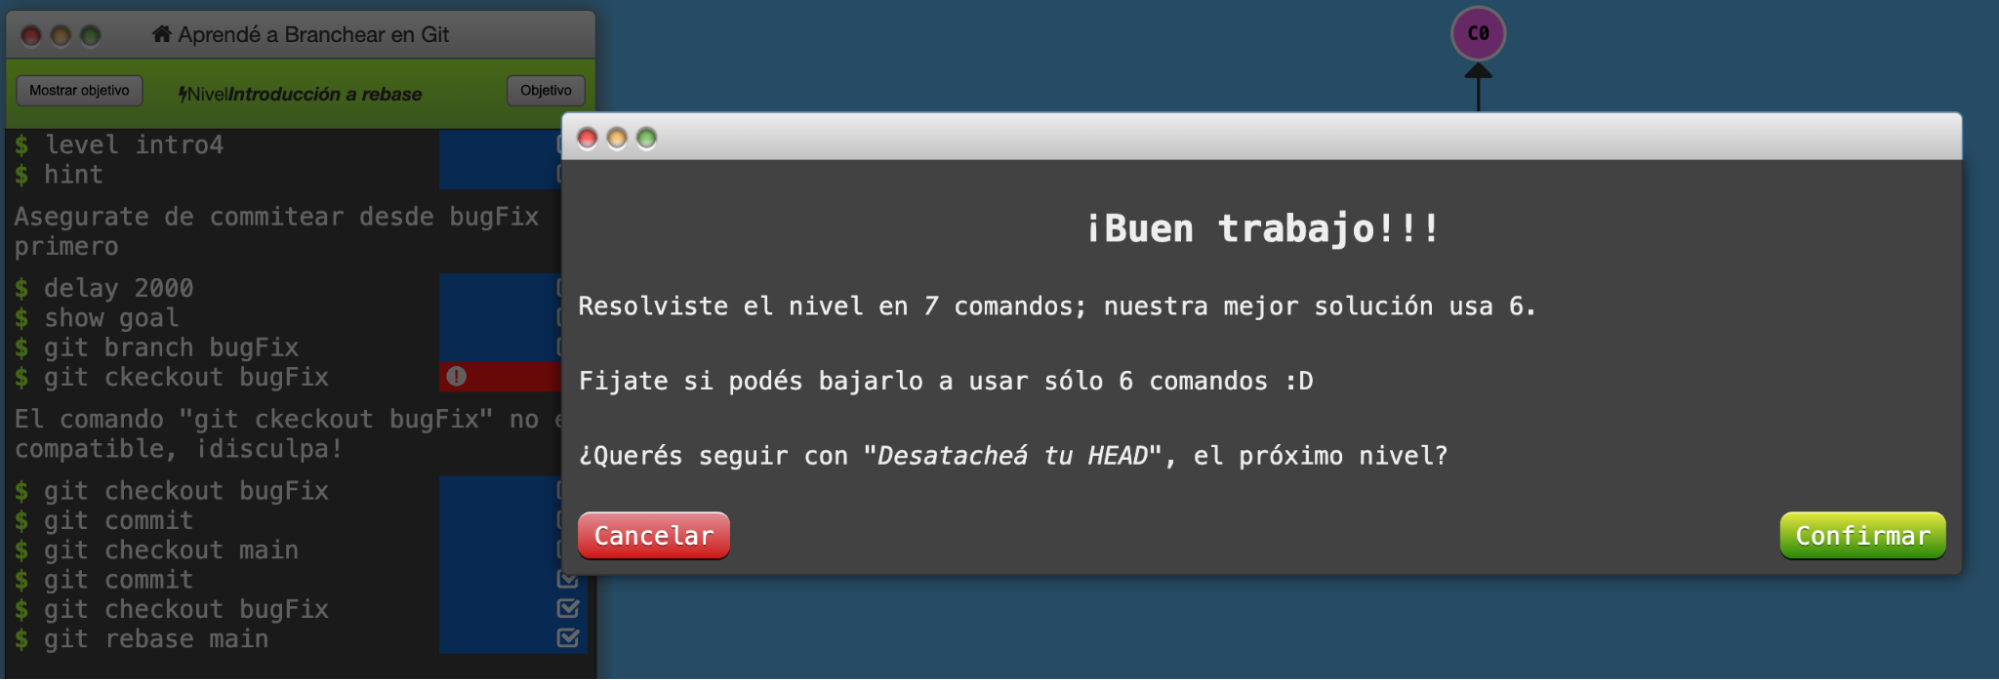 Aprendé a Branchear en Git
Mostrar objetivo
NivelIntroducción a rebase
Objetivo
$ level intro4
$ hint
Asegurate de commitear desde bugFix
primero
$ delay 2000
$ show goal
$ git branch bugFix
$ git ckeckout bugFix
El comando "git ckeckout bugFix" no e
compatible, ¡disculpa!
$ git checkout bugFix
$ git commit
$ git checkout main
$ git commit
$ git checkout bugFix
$ git rebase main
C0
¡Buen trabajo!!!
Resolviste el nivel en 7 comandos; nuestra mejor solución usa 6.
Fijate si podés bajarlo a usar sólo 6 comandos :D
¿Querés seguir con "Desatacheá tu HEAD", el próximo nivel?
Cancelar
Confirmar